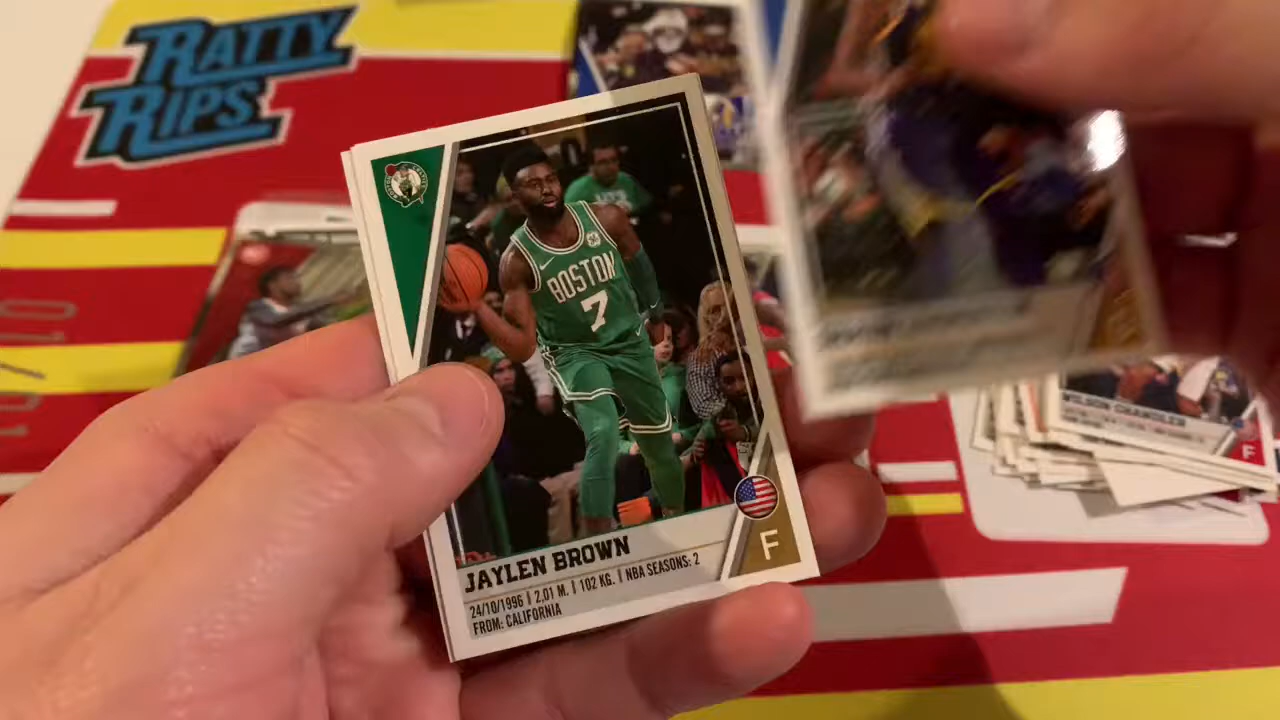 RATTY
RIPS
BOSTON
7
JAYLEN BROWN
24/10/1996 | 2,01 M. | 102 KG. | NBA SEASONS: 2
FROM: CALIFORNIA
F
WILSON CHANDLER
F